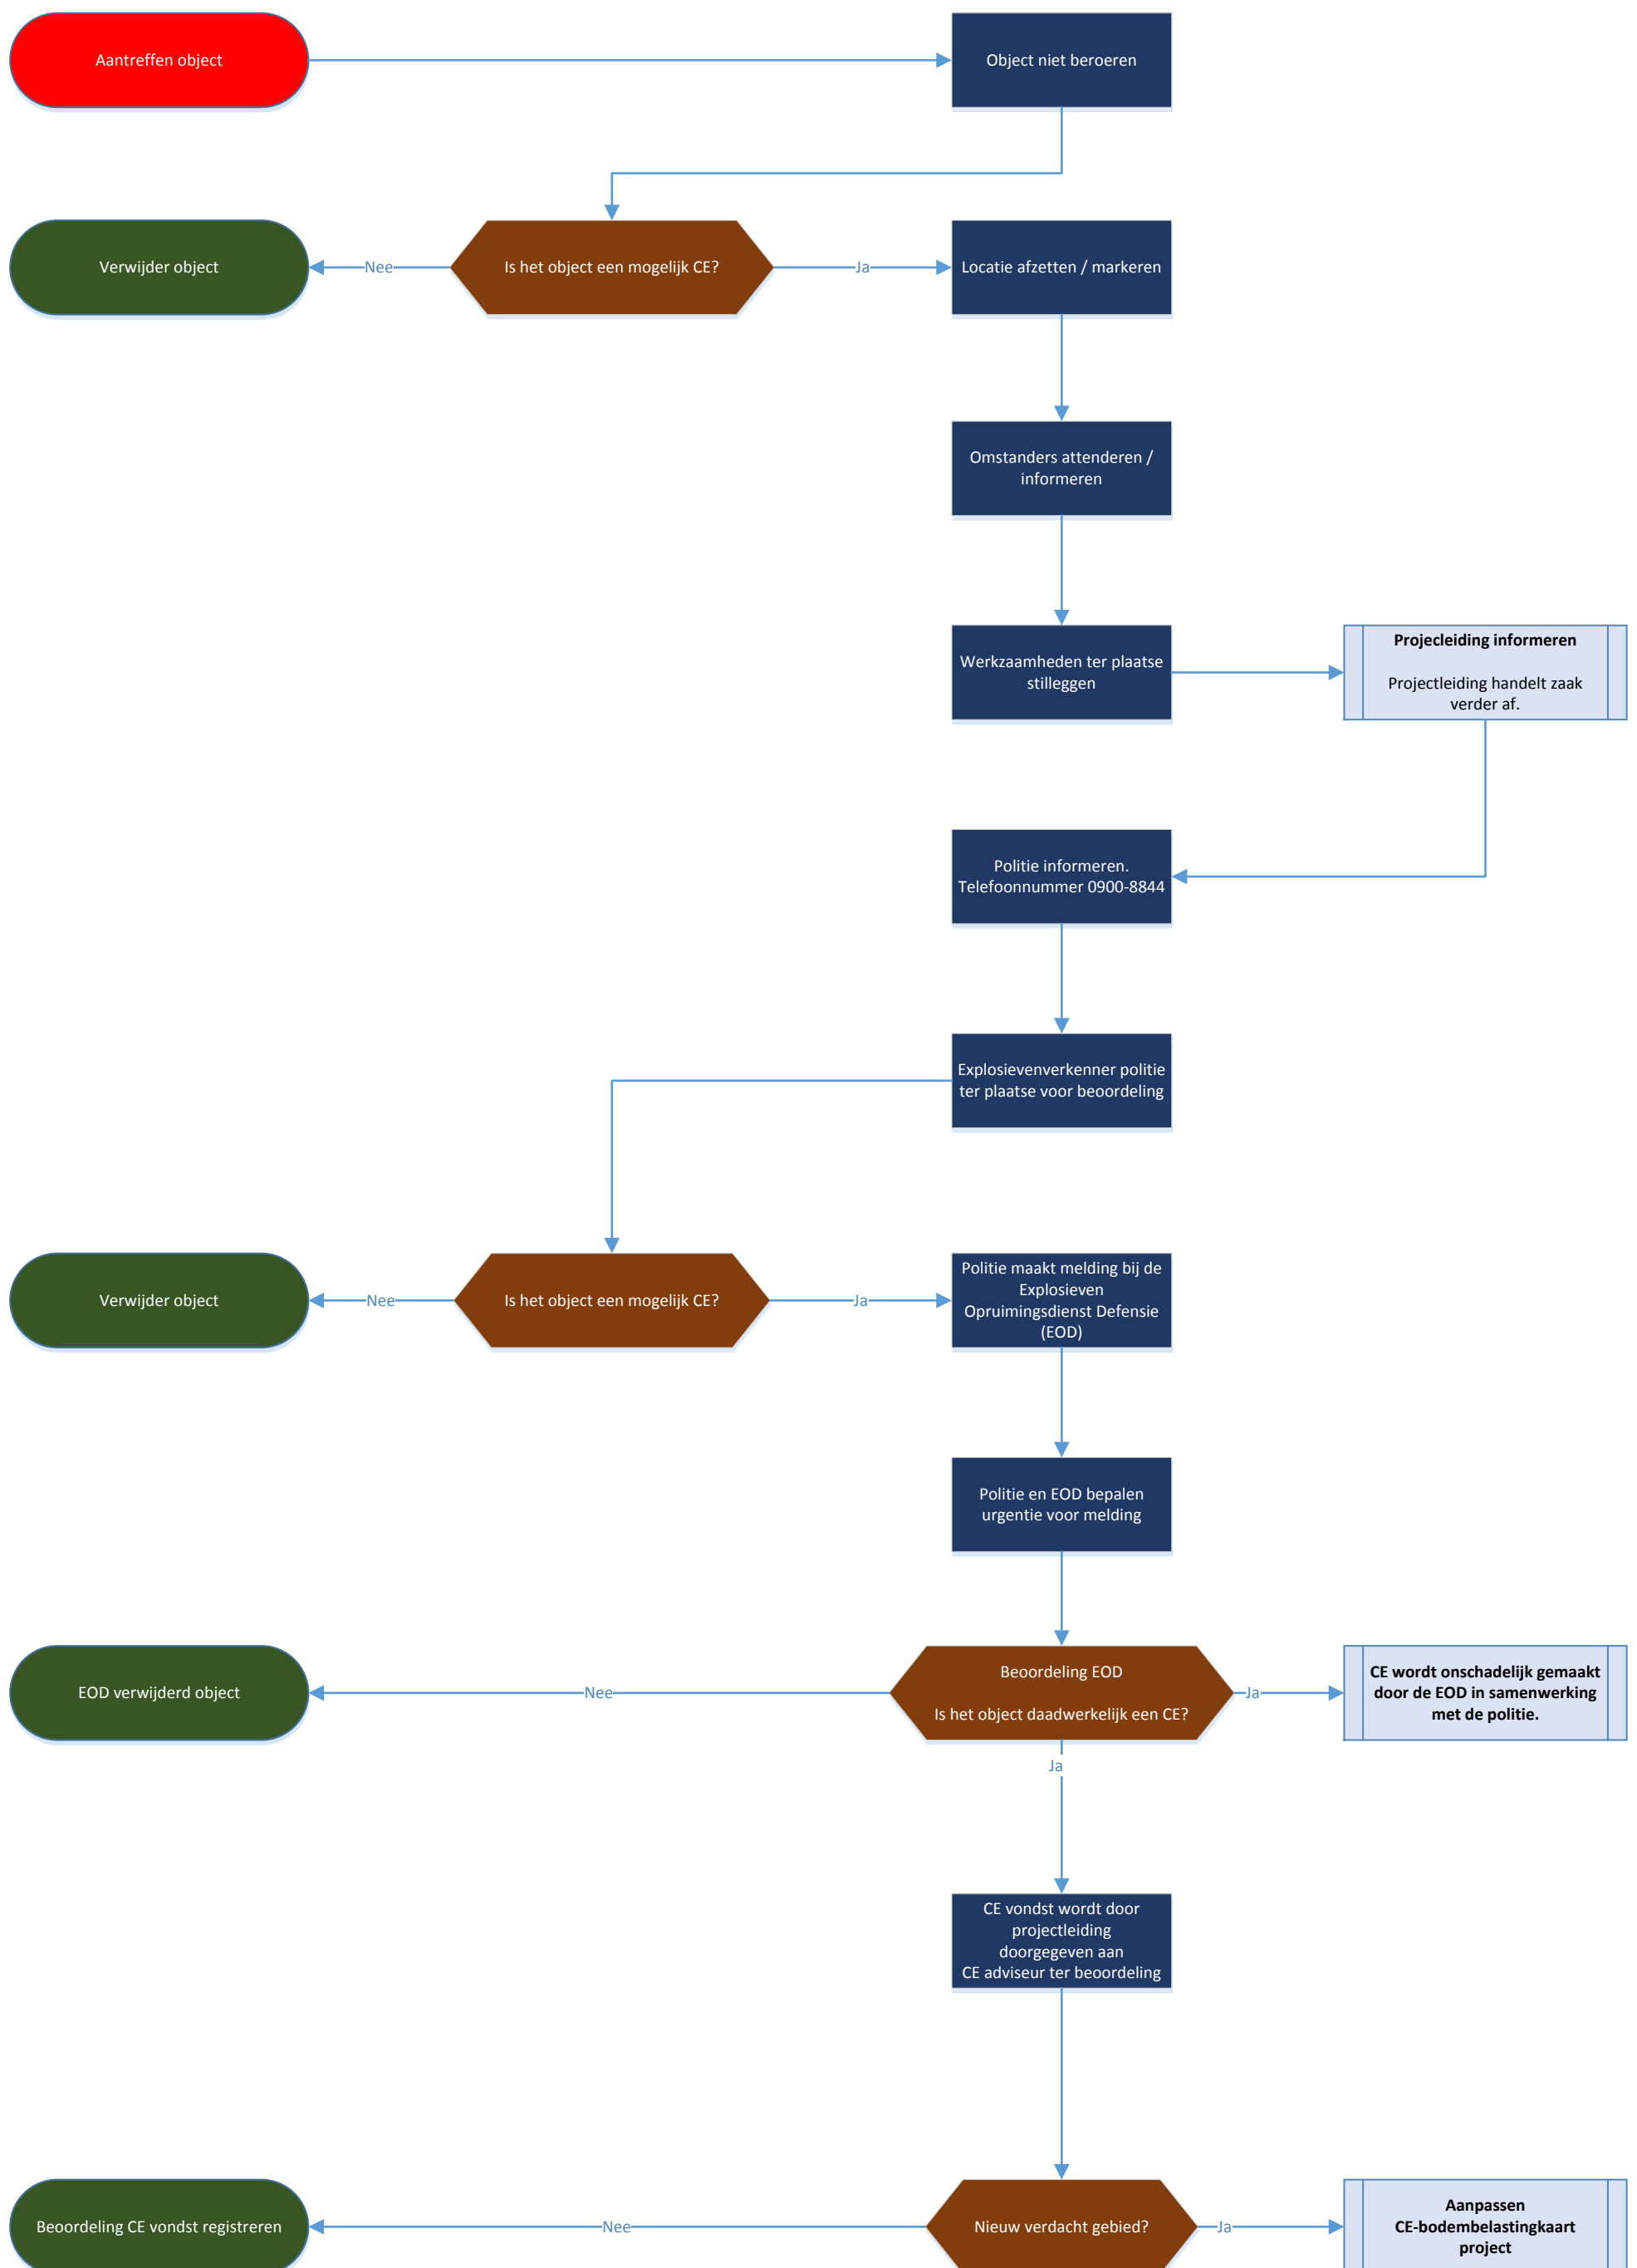 Aantreffen object
Object niet beroeren
Verwijder object
Nee
Is het object een mogelijk CE?
Ja
Locatie afzetten / markeren
Omstanders attenderen /
informeren
Werkzaamheden ter plaatse
stilleggen
Projecleiding informeren
Projectleiding handelt zaak
verder af.
Politie informeren.
Telefoonnummer 0900-8844
Explosievenverkenner politie
ter plaatse voor beoordeling
Verwijder object
Nee
Is het object een mogelijk CE?
Ja
Politie maakt melding bij de
Explosieven
Opruimingsdienst Defensie
(EOD)
Politie en EOD bepalen
urgentie voor melding
EOD verwijderd object
Nee
Beoordeling EOD
Is het object daadwerkelijk een CE?
Ja
CE wordt onschadelijk gemaakt
door de EOD in samenwerking
met de politie.
Ja
CE vondst wordt door
projectleiding
doorgegeven aan
CE adviseur ter beoordeling
Beoordeling CE vondst registreren
Nee
Nieuw verdacht gebied?
Ja
Aanpassen
CE-bodembelastingkaart
project